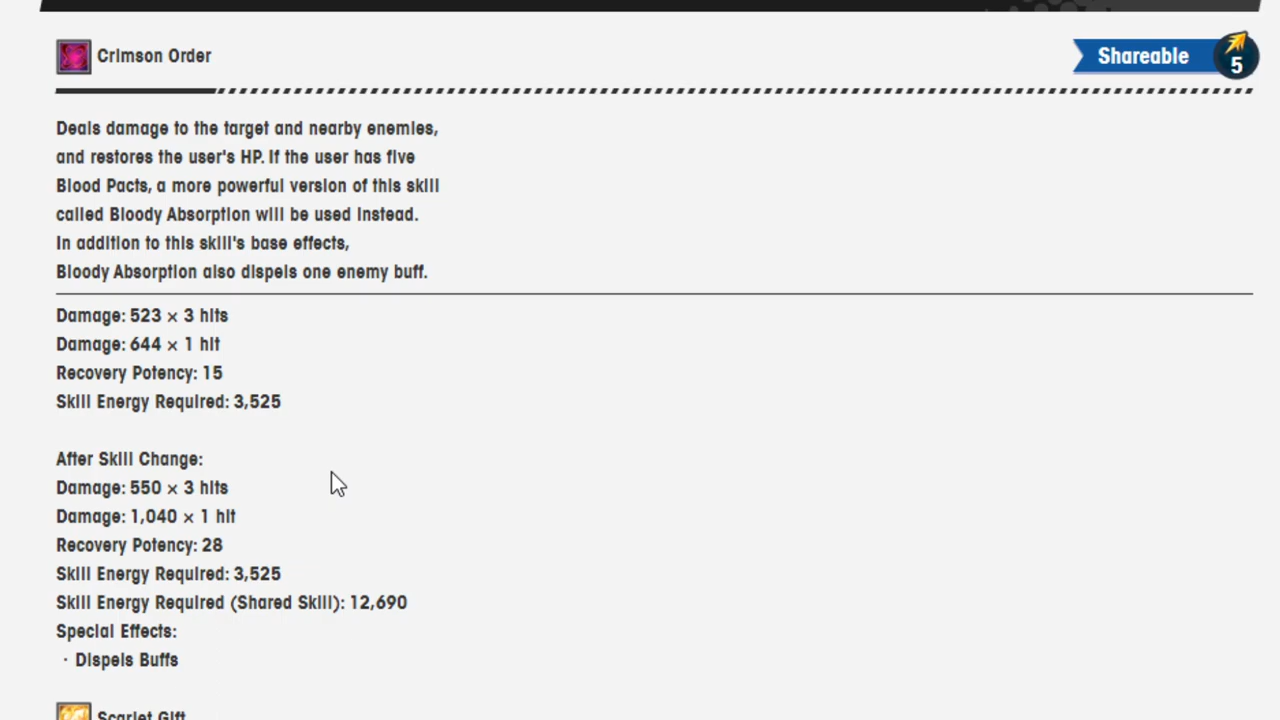 Crimson Order
Shareable
5
Deals damage to the target and nearby enemies,
and restores the user's HP. If the user has five
Blood Pacts, a more powerful version of this skill
called Bloody Absorption will be used instead.
In addition to this skill's base effects,
Bloody Absorption also dispels one enemy buff.
Damage: 523 × 3 hits
Damage: 644 × 1 hit
Recovery Potency: 15
Skill Energy Required: 3,525
After Skill Change:
Damage: 550 × 3 hits
Damage: 1,040 × 1 hit
Recovery Potency: 28
Skill Energy Required: 3,525
Skill Energy Required (Shared Skill): 12,690
Special Effects:
· Dispels Buffs
Scarlet Gift